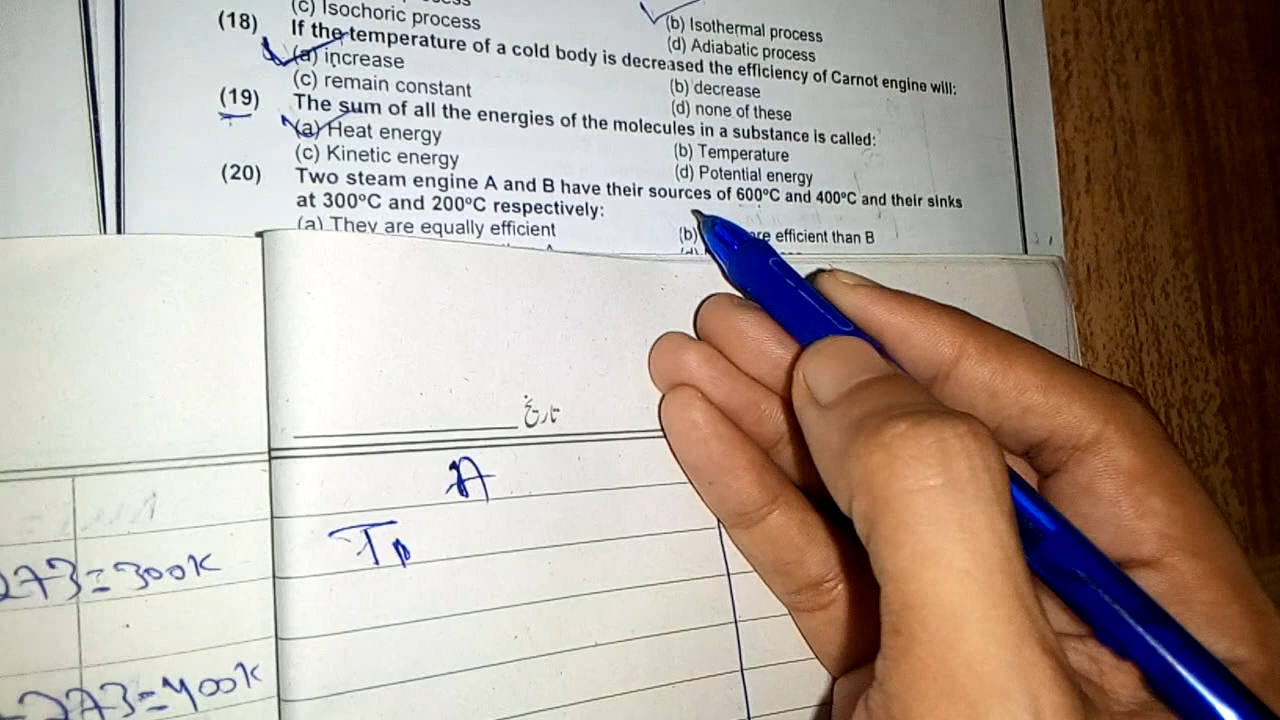 (c) Isochoric process
(b) Isothermal process
(d) Adiabatic process
(18) If the temperature of a cold body is decreased the efficiency of Carnot engine will:
(a) increase
(b) decrease
(c) remain constant
(d) none of these
(19) The sum of all the energies of the molecules in a substance is called:
(a) Heat energy
(b) Temperature
(c) Kinetic energy
(d) Potential energy
(20) Two steam engine A and B have their sources of 600°C and 400°C and their sinks
at 300°C and 200°C respectively:
(a) They are equally efficient
(b) efficient than B
تاریخ
A
T
273=300K
273=400K